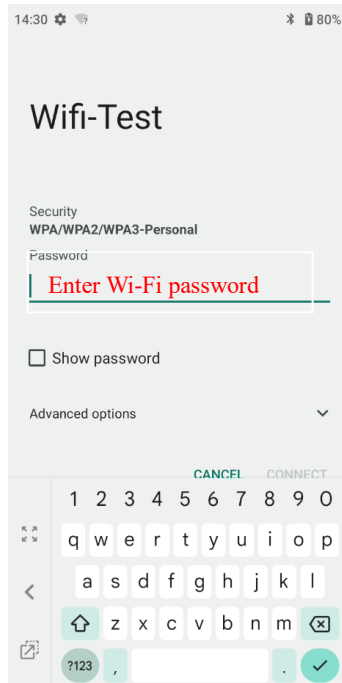 14:30 80%
Wifi-Test
Security
WPA/WPA2/WPA3-Personal
Password
Enter Wi-Fi password
Show password
Advanced options
CANCEL CONNECT
1 2 3 4 5 6 7 8 9 0
q w e r t y u i o p
a s d f g h j k l
z x c v b n m
?123 , .